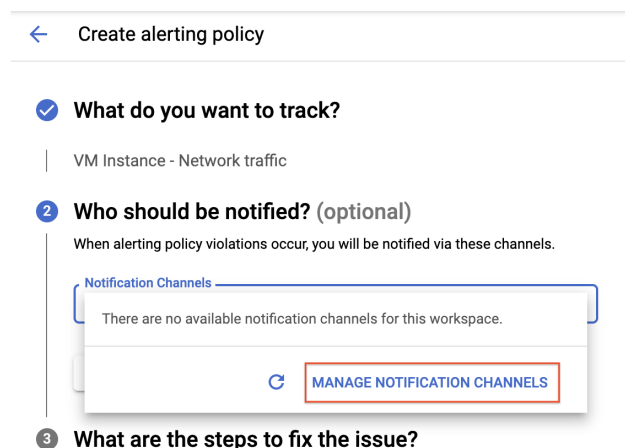 Create alerting policy
What do you want to track?
VM Instance - Network traffic
2
Who should be notified? (optional)
When alerting policy violations occur, you will be notified via these channels.
Notification Channels
There are no available notification channels for this workspace.
MANAGE NOTIFICATION CHANNELS
3
What are the steps to fix the issue?